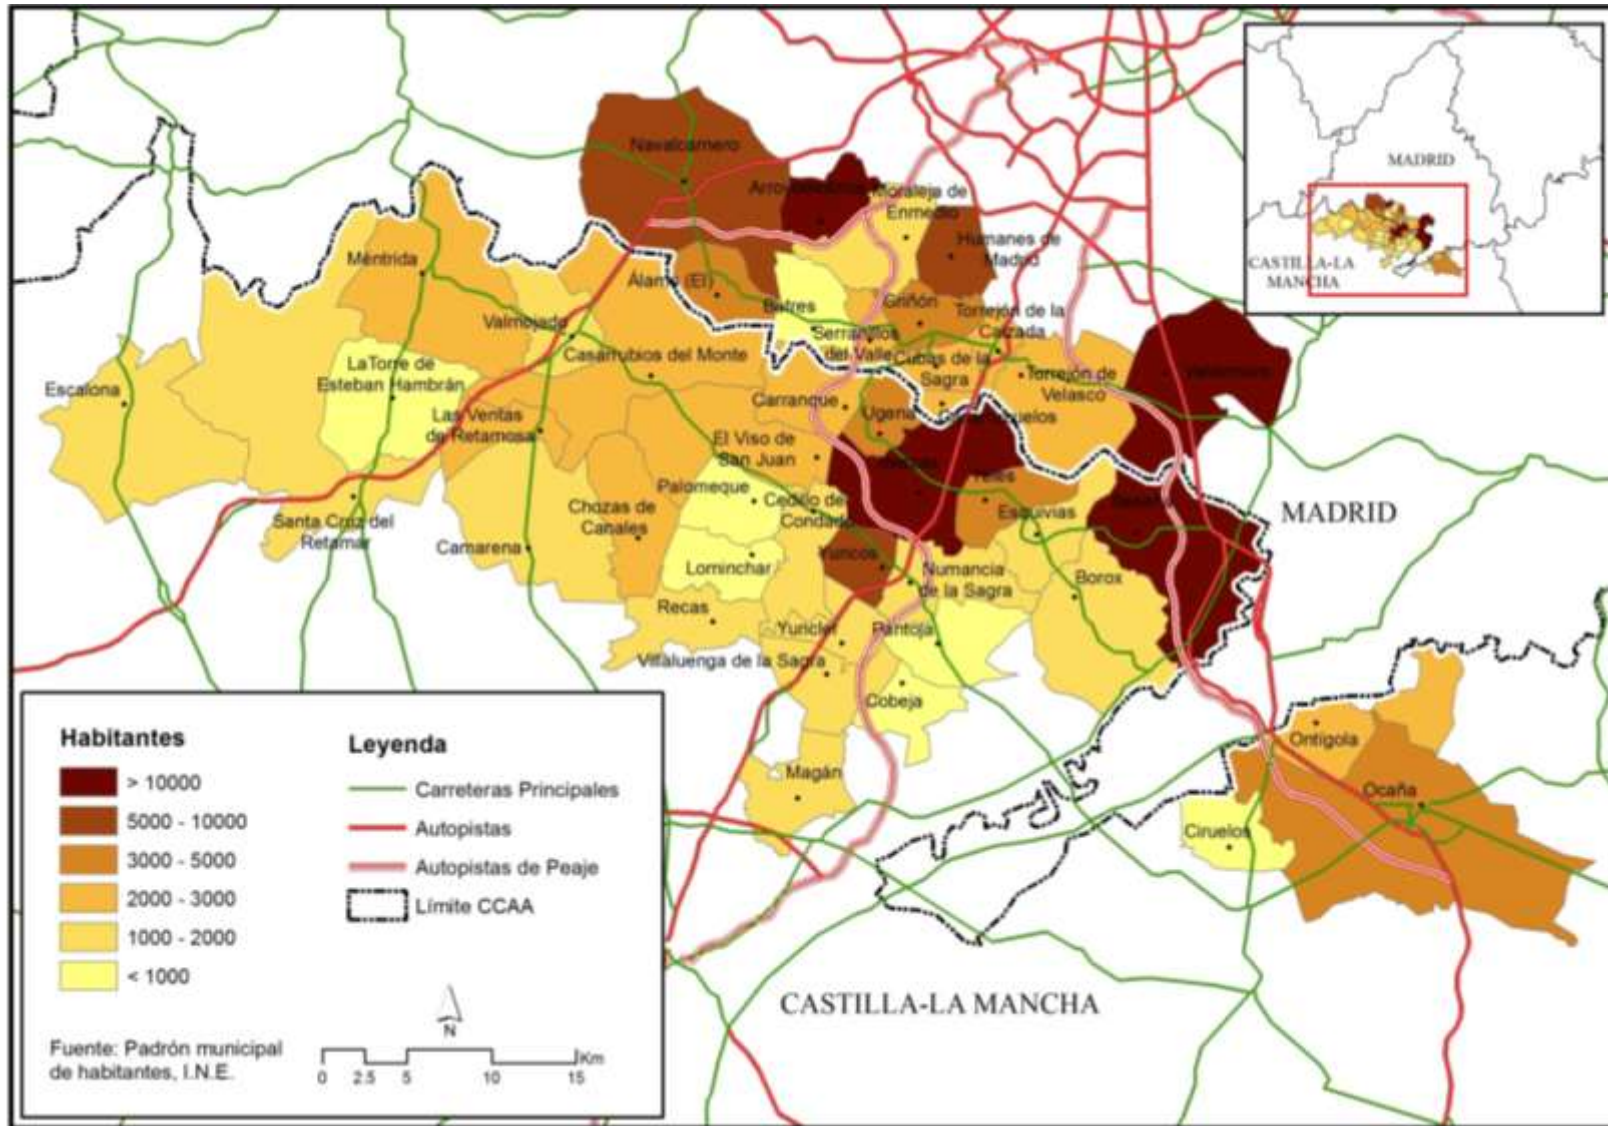 MADRID
CASTILLA-LA
MANCHA
Navalcarnero
Moraleja de
Enmedio
Humanes de
Madrid
Méntrida
Álamo (El)
Batres
Griñón
Serranillos
del Valle
Torrejón de la
Calzada
Valmojado
Cubas de la
Sagra
Casarrubios del Monte
LaTorre de
Esteban Hambrán
Torrejón de
Velasco
Escalona
Carranque
Ugena
Las Ventas
de Retamosa
El Viso de
San Juan
Palomeque
Cedillo del
Condado
Yeles
Esquivias
MADRID
Chozas de
Canales
Santa Cruz del
Retamar
Camarena
Lominchar
Yuncos
Numancia
de la Sagra
Borox
Recas
Yuncler
Pantoja
Villaluenga de la Sagra
Cobeja
Magán
Ontígola
Ocaña
Ciruelos
CASTILLA-LA MANCHA
Habitantes
> 10000
5000 - 10000
3000 - 5000
2000 - 3000
1000 - 2000
< 1000
Leyenda
Carreteras Principales
Autopistas
Autopistas de Peaje
Límite CCAA
N
Km
0 2.5 5 10 15
Fuente: Padrón municipal
de habitantes, I.N.E.